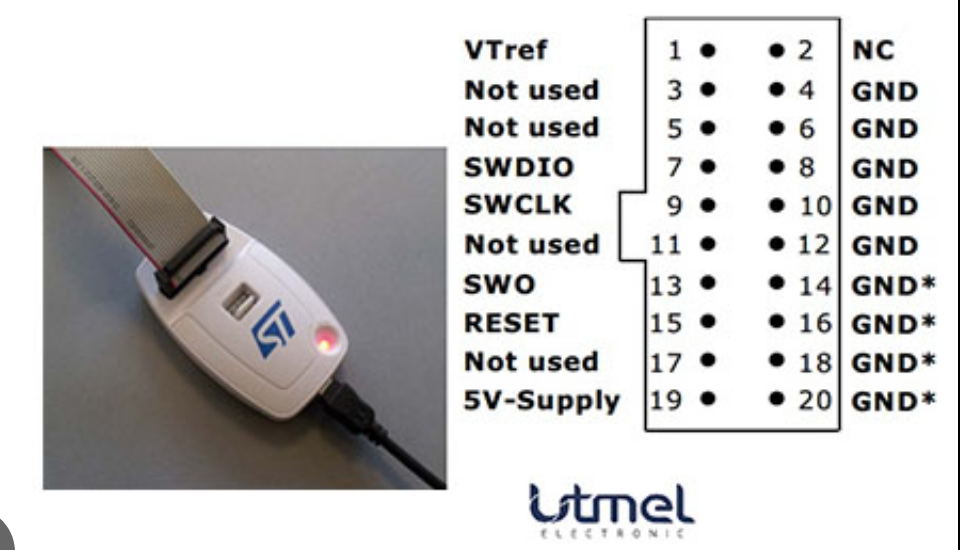 VTref 1 2 NC
Not used 3 4 GND
Not used 5 6 GND
SWDIO 7 8 GND
SWCLK 9 10 GND
Not used 11 12 GND
SWO 13 14 GND*
RESET 15 16 GND*
Not used 17 18 GND*
5V-Supply 19 20 GND*
Utmel
ELECTRONIC